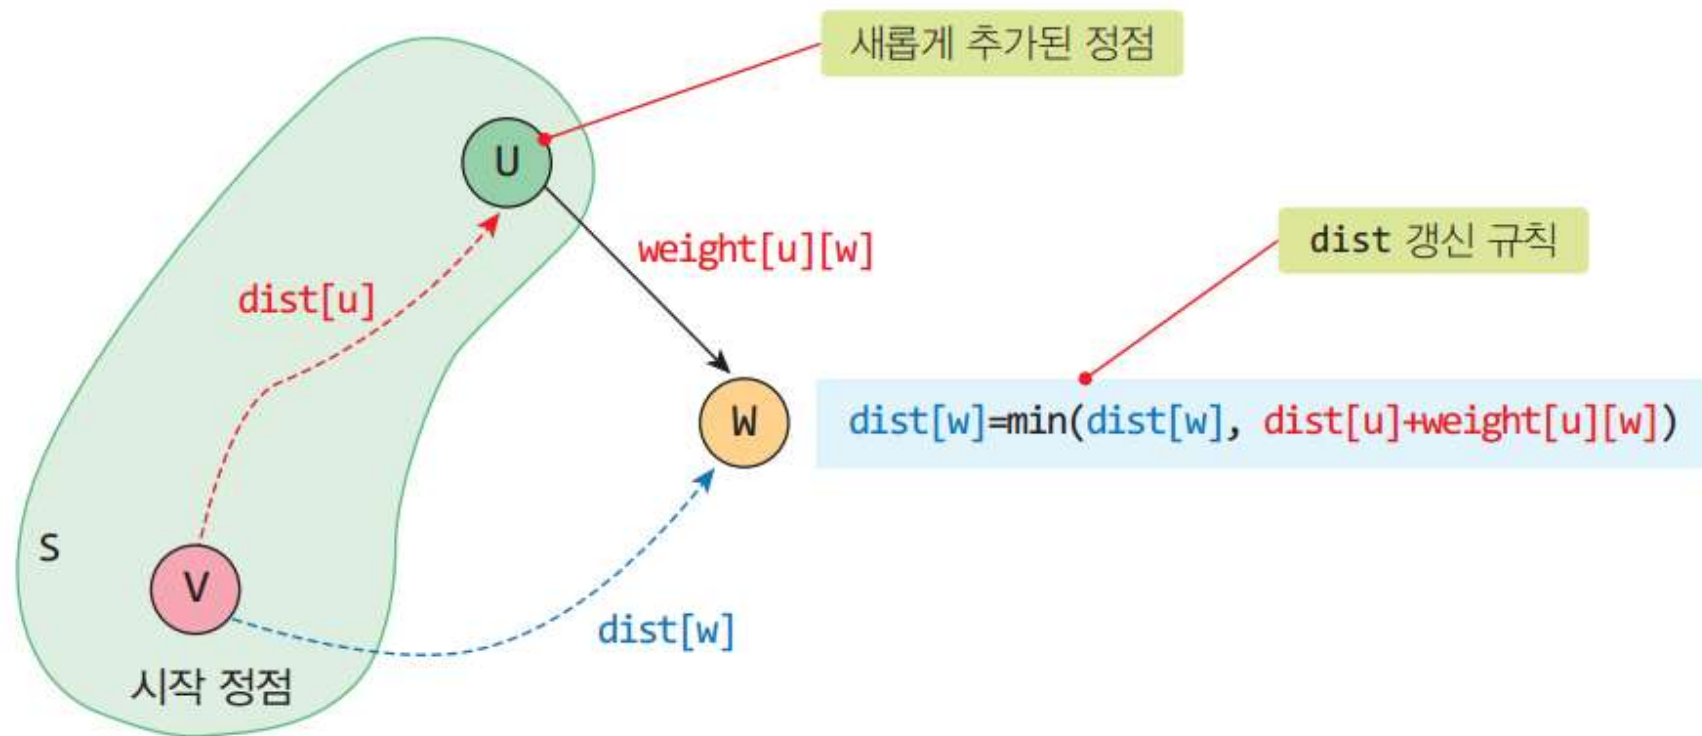 새롭게 추가된 정점
U
weight[u][w]
dist 갱신 규칙
dist[u]
W
dist[w]=min(dist[w], dist[u]+weight[u][w])
S
V
dist[w]
시작 정점